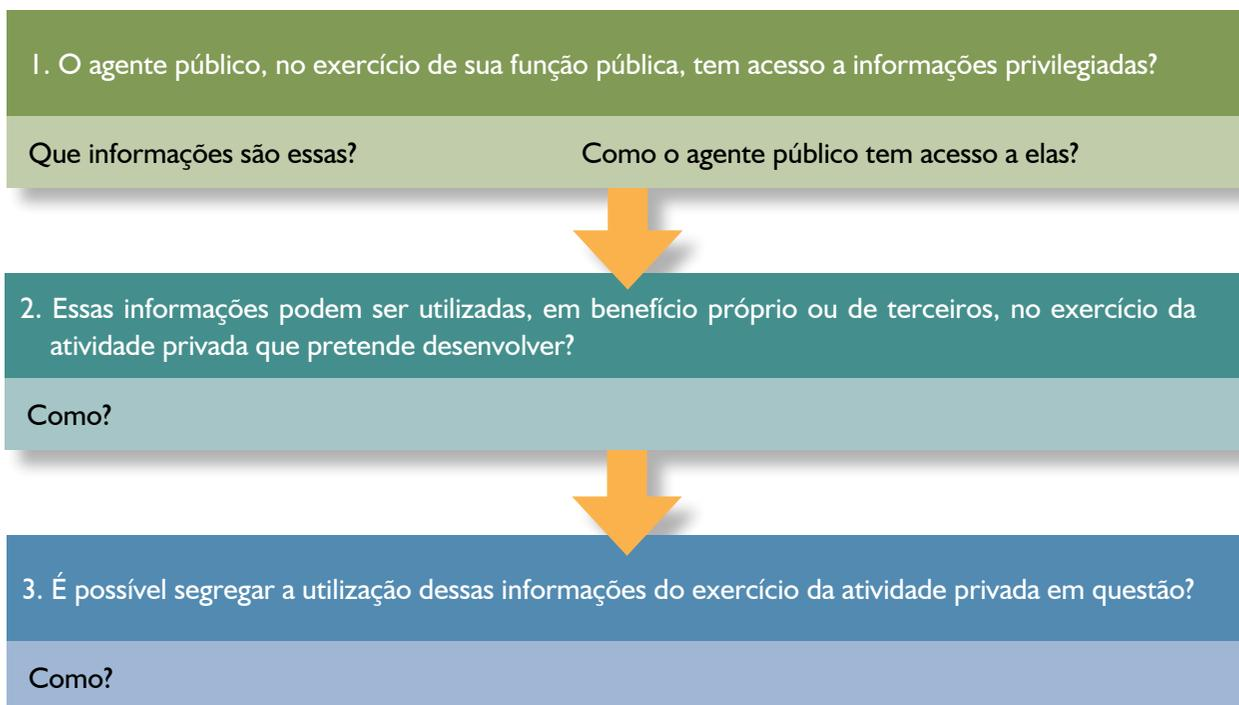 1. O agente público, no exercício de sua função pública, tem acesso a informações privilegiadas?
Que informações são essas? Como o agente público tem acesso a elas?
2. Essas informações podem ser utilizadas, em benefício próprio ou de terceiros, no exercício da
atividade privada que pretende desenvolver?
Como?
3. É possível segregar a utilização dessas informações do exercício da atividade privada em questão?
Como?